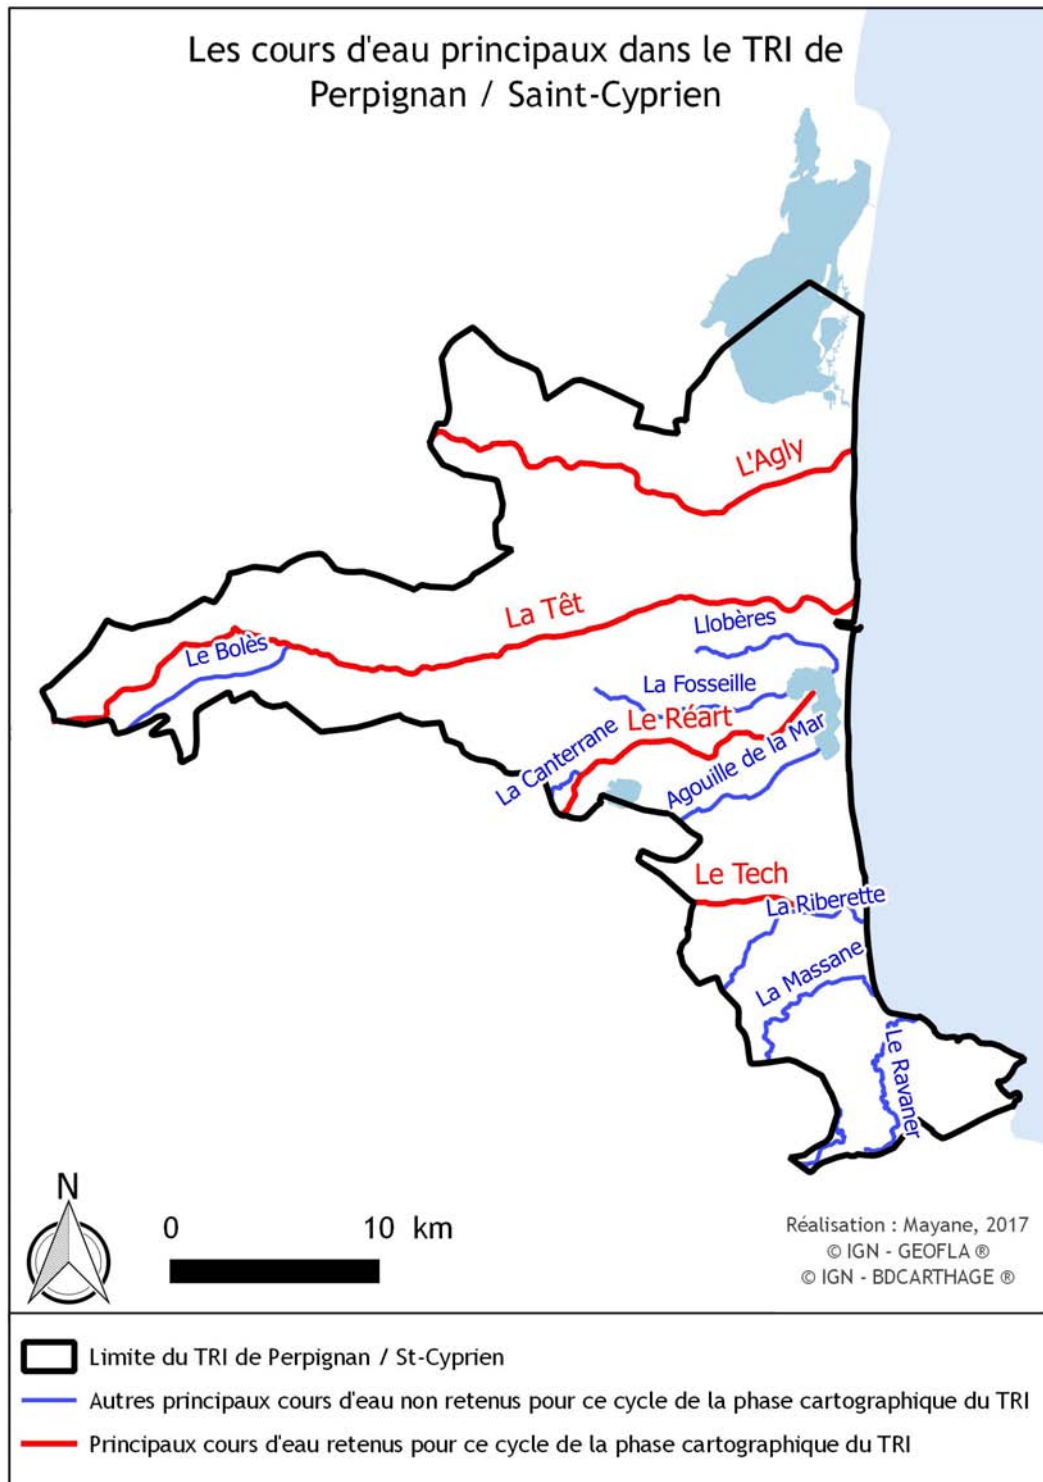 Les cours d'eau principaux dans le TRI de
Perpignan / Saint-Cyprien
L'Agly
La Têt
Llobères
Le Bolès
La Fosseille
Le Réart
La Canterrane
Agouille de la Mar
Le Tech
La Riberette
La Massane
Le Ravaner
N
0 10 km
Réalisation : Mayane, 2017
© IGN - GEOFLA ®
© IGN - BDCARTHAGE ®
Limite du TRI de Perpignan / St-Cyprien
Autres principaux cours d'eau non retenus pour ce cycle de la phase cartographique du TRI
Principaux cours d'eau retenus pour ce cycle de la phase cartographique du TRI